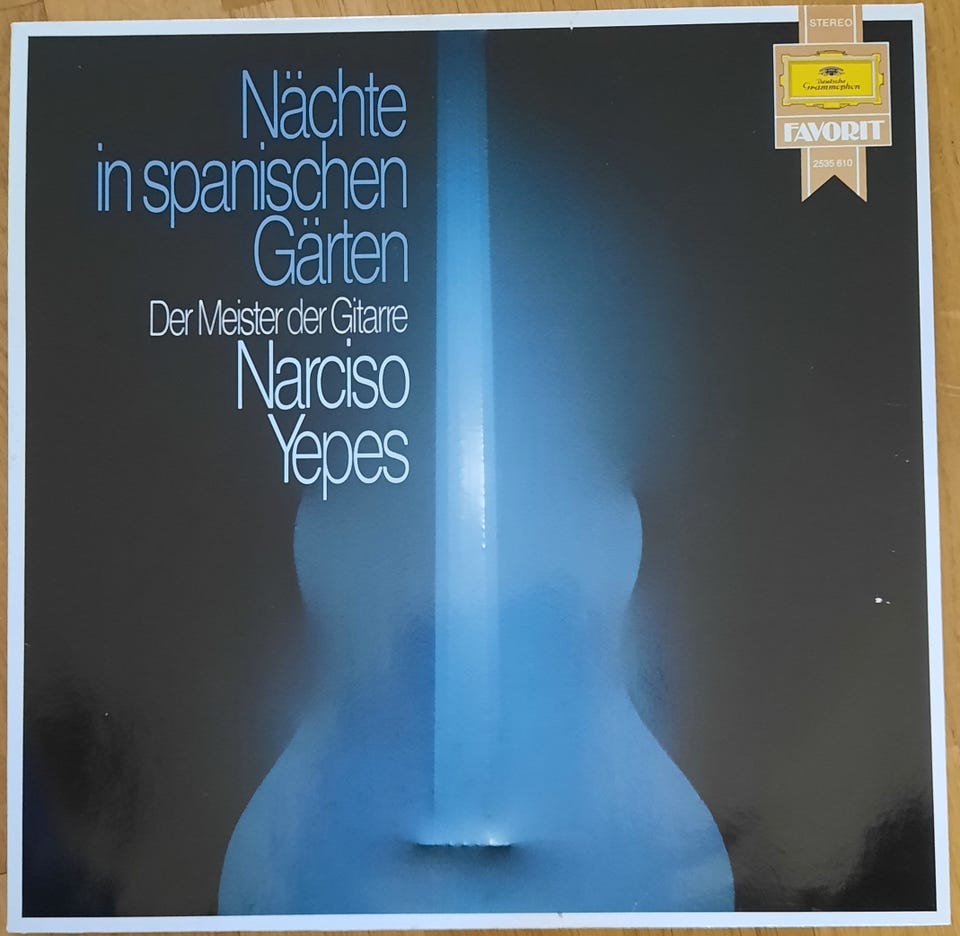 Nächte
in spanischen
Gärten
Der Meister der Gitarre
Narciso
Yepes
STEREO
Deutsche
Grammophon
FAVORIT
2535 610